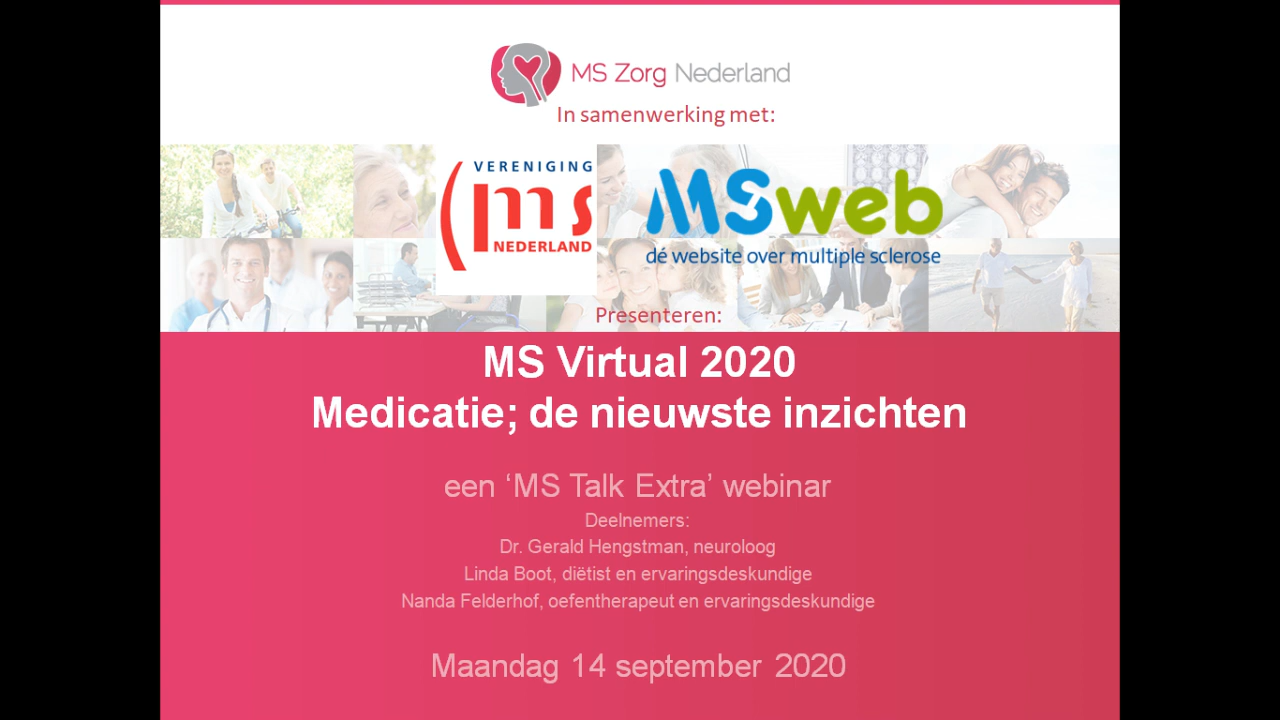 MS Zorg Nederland
In samenwerking met:
VERENIGING
ms
NEDERLAND
MSweb
dé website over multiple sclerose
Presenteren:
MS Virtual 2020
Medicatie; de nieuwste inzichten
een ‘MS Talk Extra’ webinar
Deelnemers:
Dr. Gerald Hengstman, neuroloog
Linda Boot, diëtist en ervaringsdeskundige
Nanda Felderhof, oefentherapeut en ervaringsdeskundige
Maandag 14 september 2020